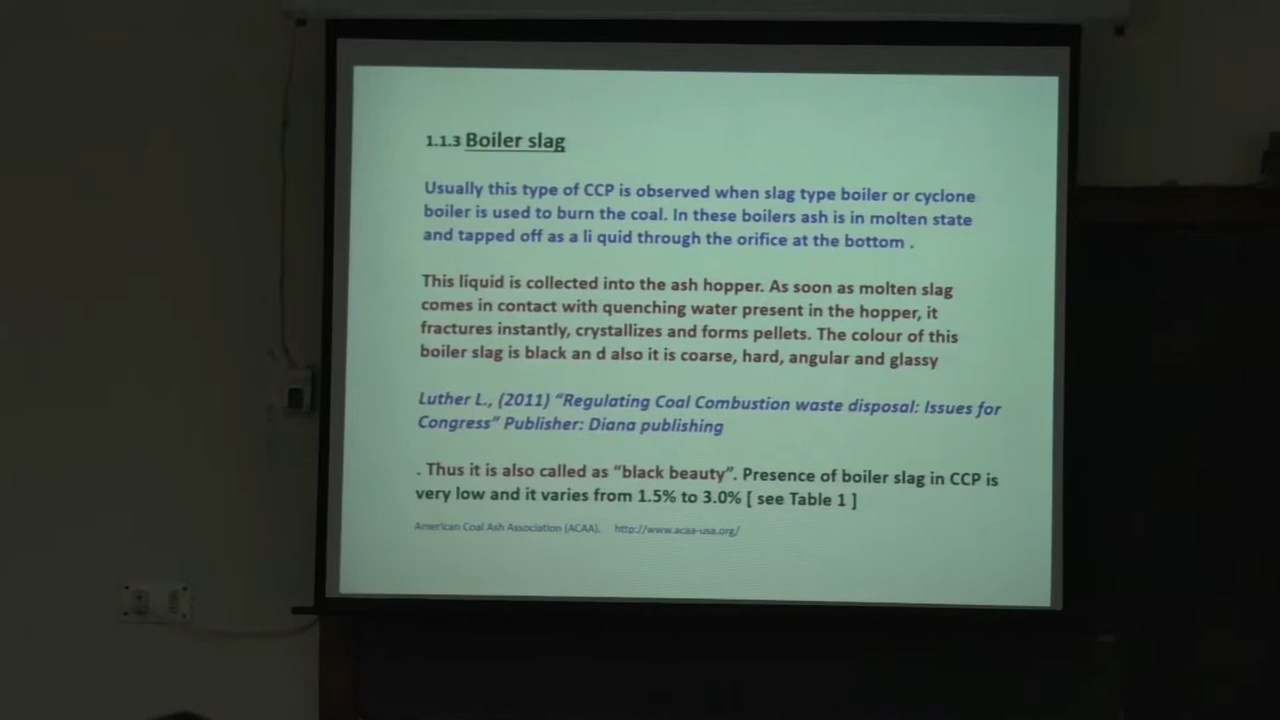 1.1.3 Boiler slag
Usually this type of CCP is observed when slag type boiler or cyclone
boiler is used to burn the coal. In these boilers ash is in molten state
and tapped off as a li quid through the orifice at the bottom .
This liquid is collected into the ash hopper. As soon as molten slag
comes in contact with quenching water present in the hopper, it
fractures instantly, crystallizes and forms pellets. The colour of this
boiler slag is black an d also it is coarse, hard, angular and glassy
Luther L., (2011) “Regulating Coal Combustion waste disposal: Issues for
Congress” Publisher: Diana publishing
. Thus it is also called as “black beauty”. Presence of boiler slag in CCP is
very low and it varies from 1.5% to 3.0% [ see Table 1 ]
American Coal Ash Association (ACAA). http://www.acaa-usa.org/